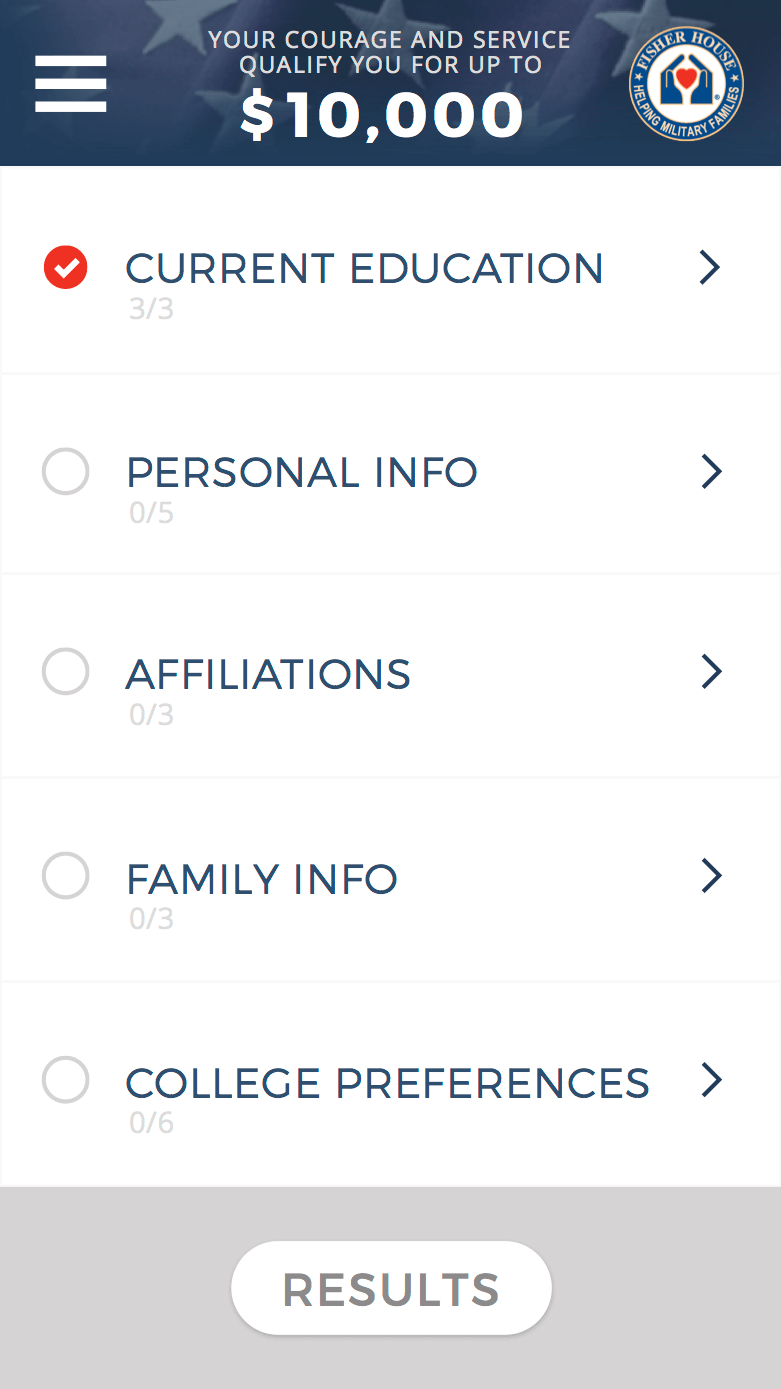 YOUR COURAGE AND SERVICE
QUALIFY YOU FOR UP TO
$10,000
FISHER HOUSE
★ HELPING MILITARY FAMILIES ★
®
CURRENT EDUCATION
3/3
PERSONAL INFO
0/5
AFFILIATIONS
0/3
FAMILY INFO
0/3
COLLEGE PREFERENCES
0/6
RESULTS